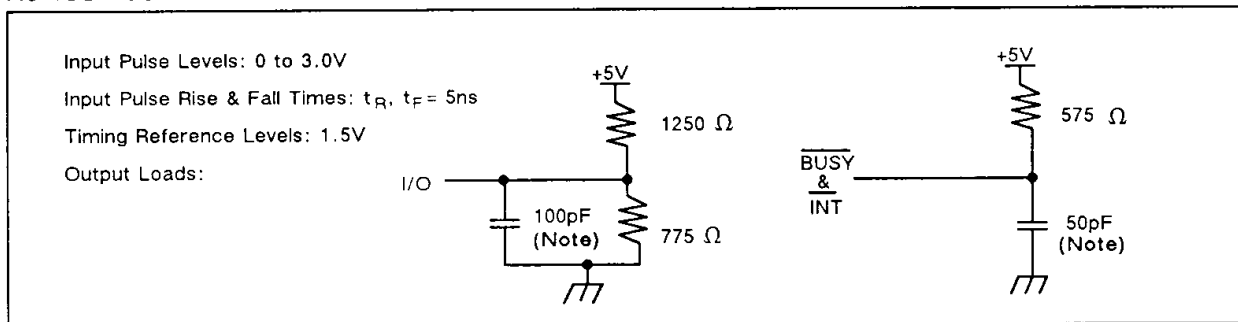 Input Pulse Levels: 0 to 3.0V
Input Pulse Rise & Fall Times: tR, tF = 5ns
Timing Reference Levels: 1.5V
Output Loads:
+5V
1250 Ω
I/O
100pF
(Note)
775 Ω
+5V
575 Ω
BUSY
&
INT
50pF
(Note)